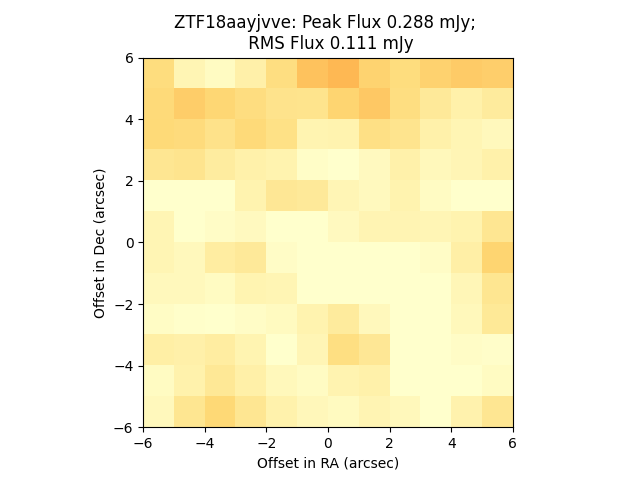 ZTF18aayjvve: Peak Flux 0.288 mJy;
RMS Flux 0.111 mJy
6
4
2
0
−2
−4
−6
Offset in Dec (arcsec)
−6 −4 −2 0 2 4 6
Offset in RA (arcsec)